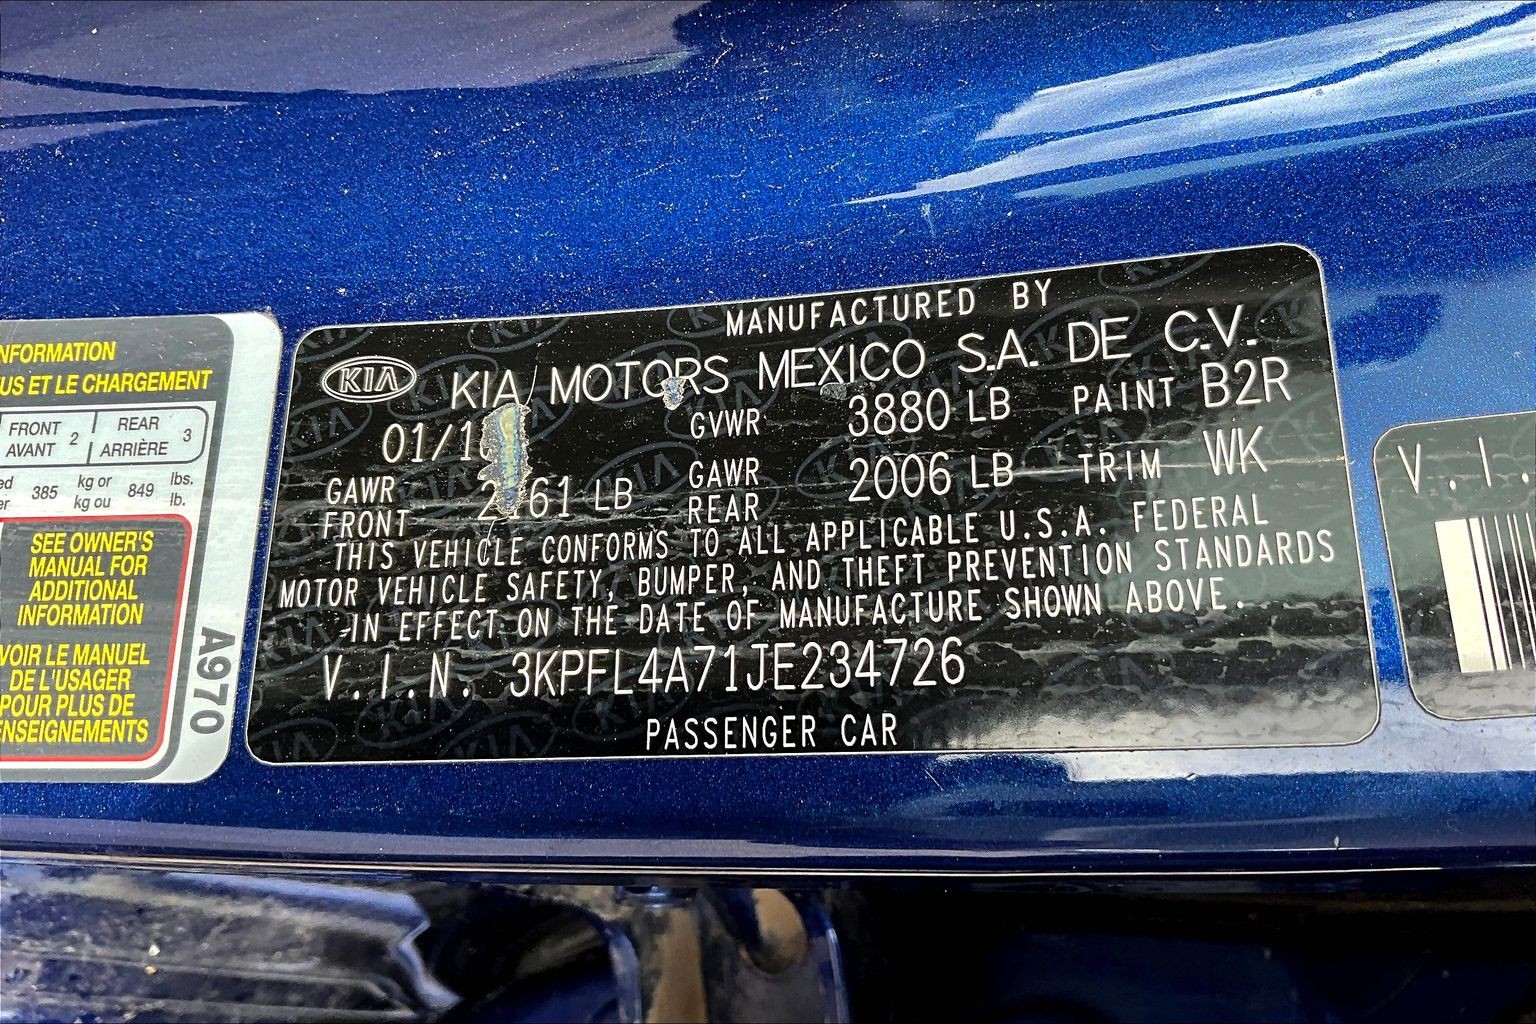 NFORMATION
US ET LE CHARGEMENT
FRONT
AVANT 2
REAR
ARRIÈRE 3
385 kg or
kg ou 849 lbs.
lb.
SEE OWNER'S
MANUAL FOR
ADDITIONAL
INFORMATION
VOIR LE MANUEL
DE L'USAGER
POUR PLUS DE
ENSEIGNEMENTS
A970
MANUFACTURED BY
KIA KIA MOTORS MEXICO S.A. DE C.V.
01/1 GVWR 3880 LB PAINT B2R
GAWR
FRONT LB GAWR
REAR 2006 LB TRIM WK
THIS VEHICLE CONFORMS TO ALL APPLICABLE U.S.A. FEDERAL
MOTOR VEHICLE SAFETY, BUMPER, AND THEFT PREVENTION STANDARDS
IN EFFECT ON THE DATE OF MANUFACTURE SHOWN ABOVE.
V.I.N. 3KPFL4A71JE234726
PASSENGER CAR
V.I.